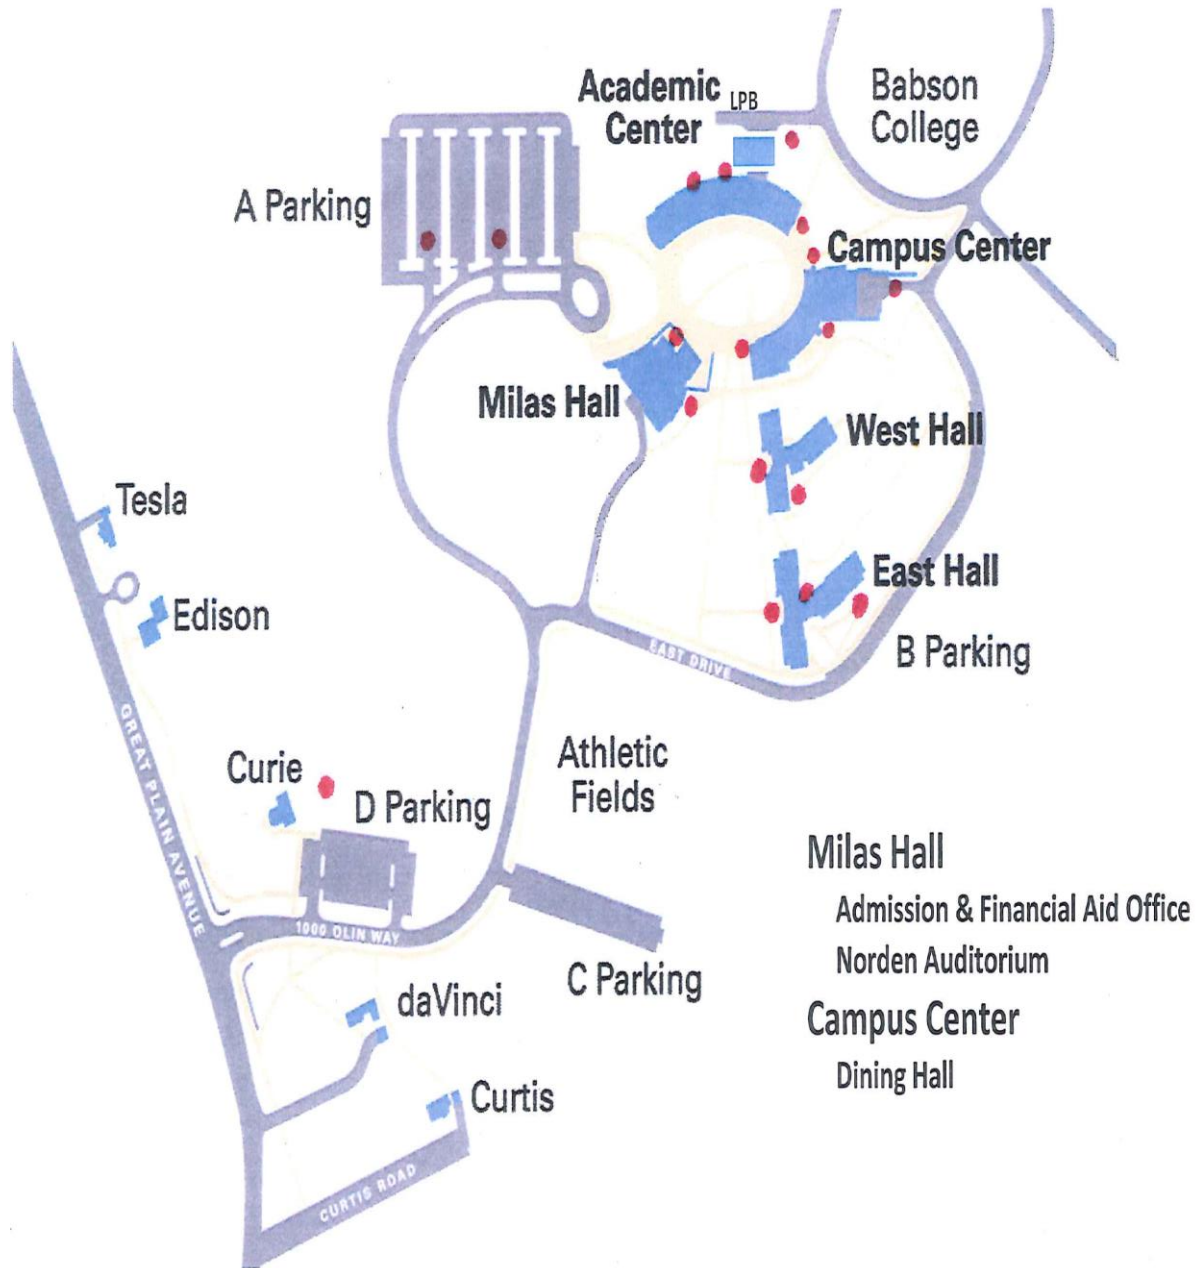 Academic
Center
LPB
Babson
College
A Parking
Campus Center
Milas Hall
West Hall
Tesla
East Hall
Edison
B Parking
EAST DRIVE
GREAT PLAIN AVENUE
Athletic
Fields
Curie
D Parking
Milas Hall
Admission & Financial Aid Office
Norden Auditorium
1000 OLIN WAY
C Parking
daVinci
Campus Center
Dining Hall
Curtis
CURTIS ROAD